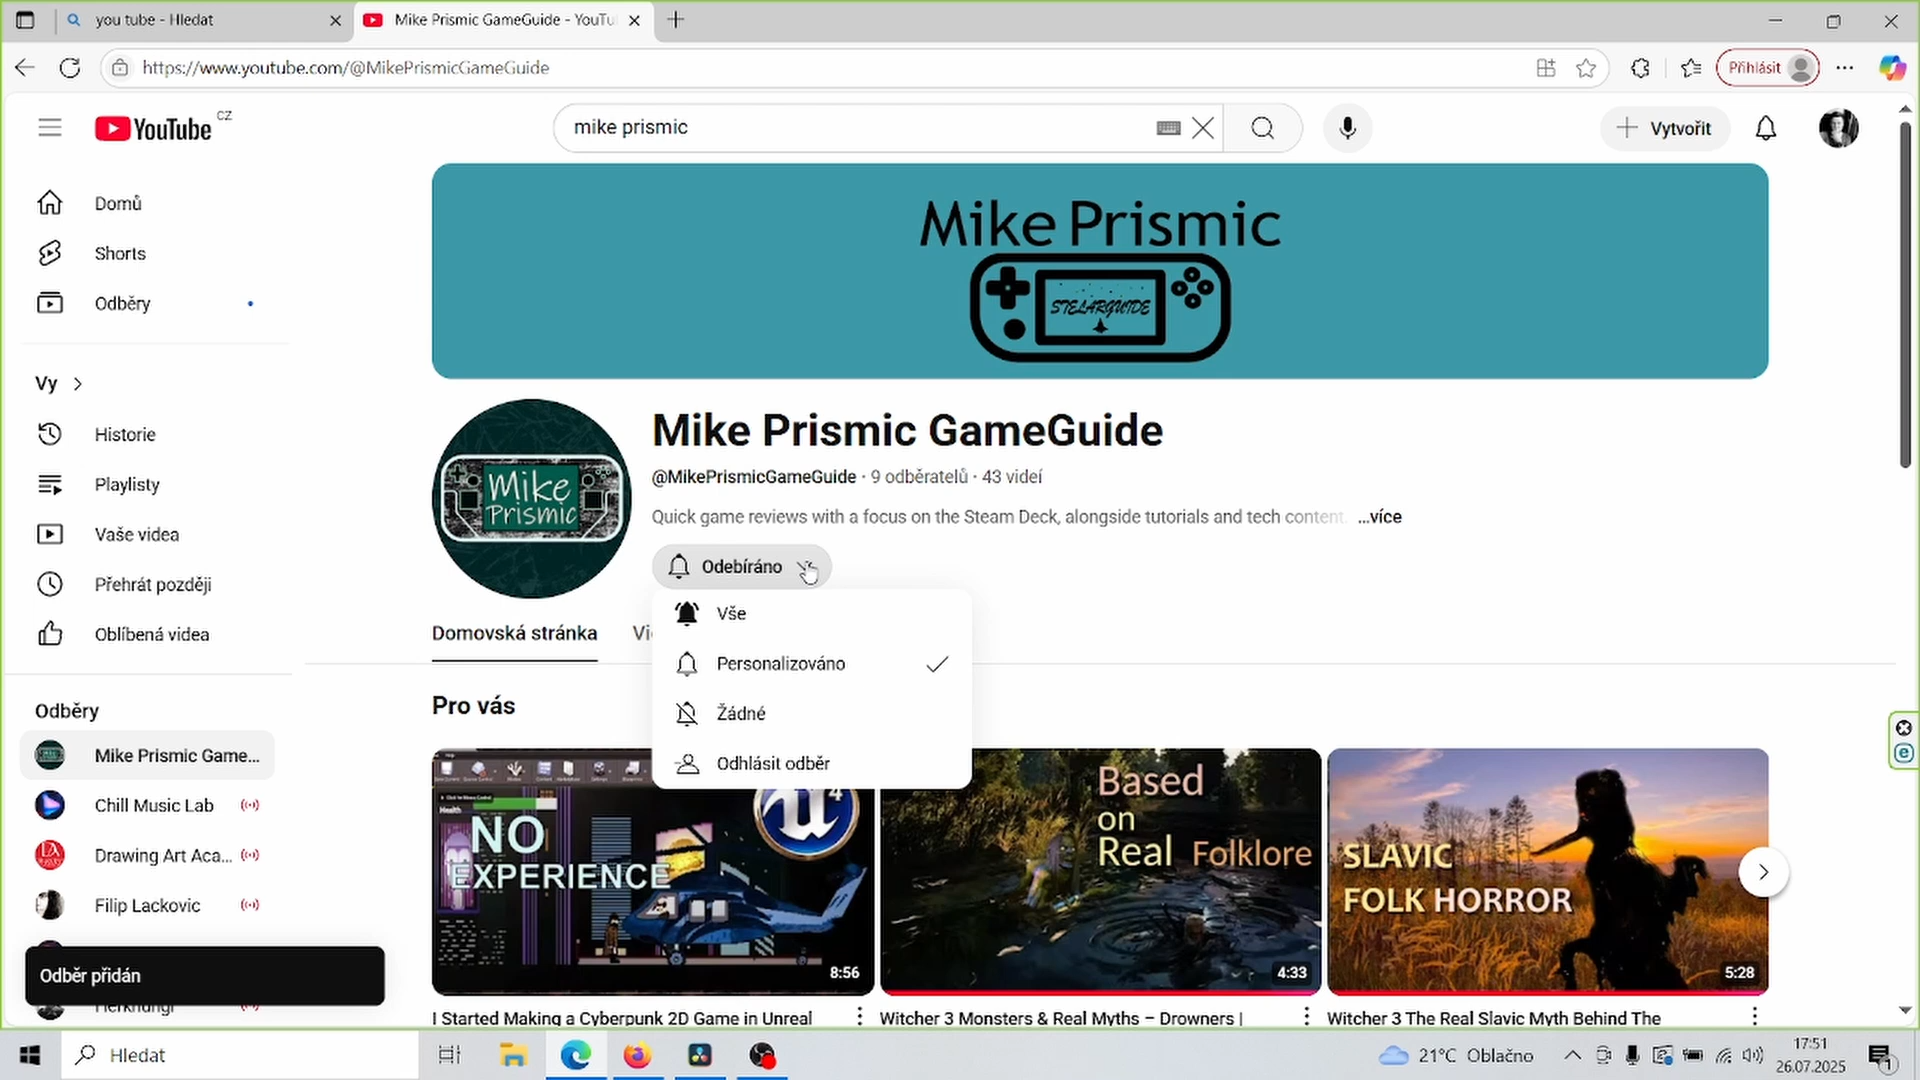 you tube - Hledat
Mike Prismic GameGuide - YouTu
https://www.youtube.com/@MikePrismicGameGuide
Přihlásit
YouTube CZ
mike prismic
Vytvořit
Domů
Shorts
Odběry
Vy
Historie
Playlisty
Vaše videa
Přehrát později
Oblíbená videa
Odběry
Mike Prismic Game...
Chill Music Lab
Drawing Art Aca...
Filip Lackovic
Odběr přidán
Mike Prismic
STELARGUIDE
Mike
Prismic
Mike Prismic GameGuide
@MikePrismicGameGuide · 9 odběratelů · 43 videí
Quick game reviews with a focus on the Steam Deck, alongside tutorials and tech content. ...více
Odebíráno
Vše
Personalizováno
Žádné
Odhlásit odběr
Domovská stránka
Vi
Pro vás
Health
NO
EXPERIENCE
4
8:56
I Started Making a Cyberpunk 2D Game in Unreal
Based
on
Real Folklore
4:33
Witcher 3 Monsters & Real Myths – Drowners |
SLAVIC
FOLK HORROR
5:28
Witcher 3 The Real Slavic Myth Behind The
Hledat
21°C Oblačno
17:51
26.07.2025
1